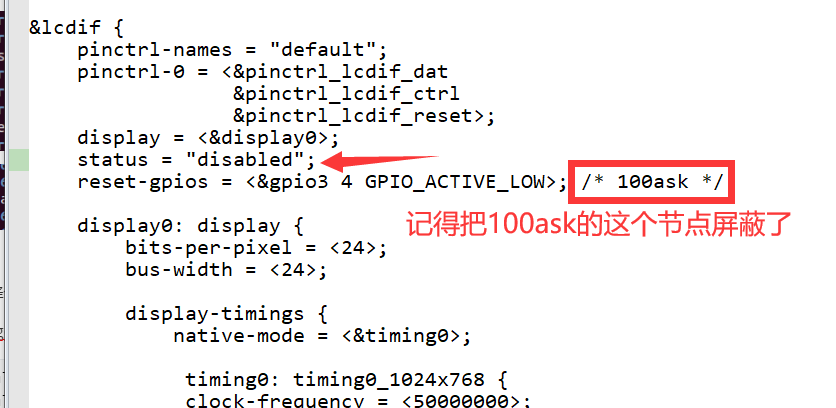 &lcdif {
pinctrl-names = "default";
pinctrl-0 = <&pinctrl_lcdif_dat
&pinctrl_lcdif_ctrl
&pinctrl_lcdif_reset>;
display = <&display0>;
status = "disabled";
reset-gpios = <&gpio3 4 GPIO_ACTIVE_LOW>; /* 100ask */
记得把100ask的这个节点屏蔽了
display0: display {
bits-per-pixel = <24>;
bus-width = <24>;
display-timings {
native-mode = <&timing0>;
timing0: timing0_1024x768 {
clock-frequency = <50000000>;